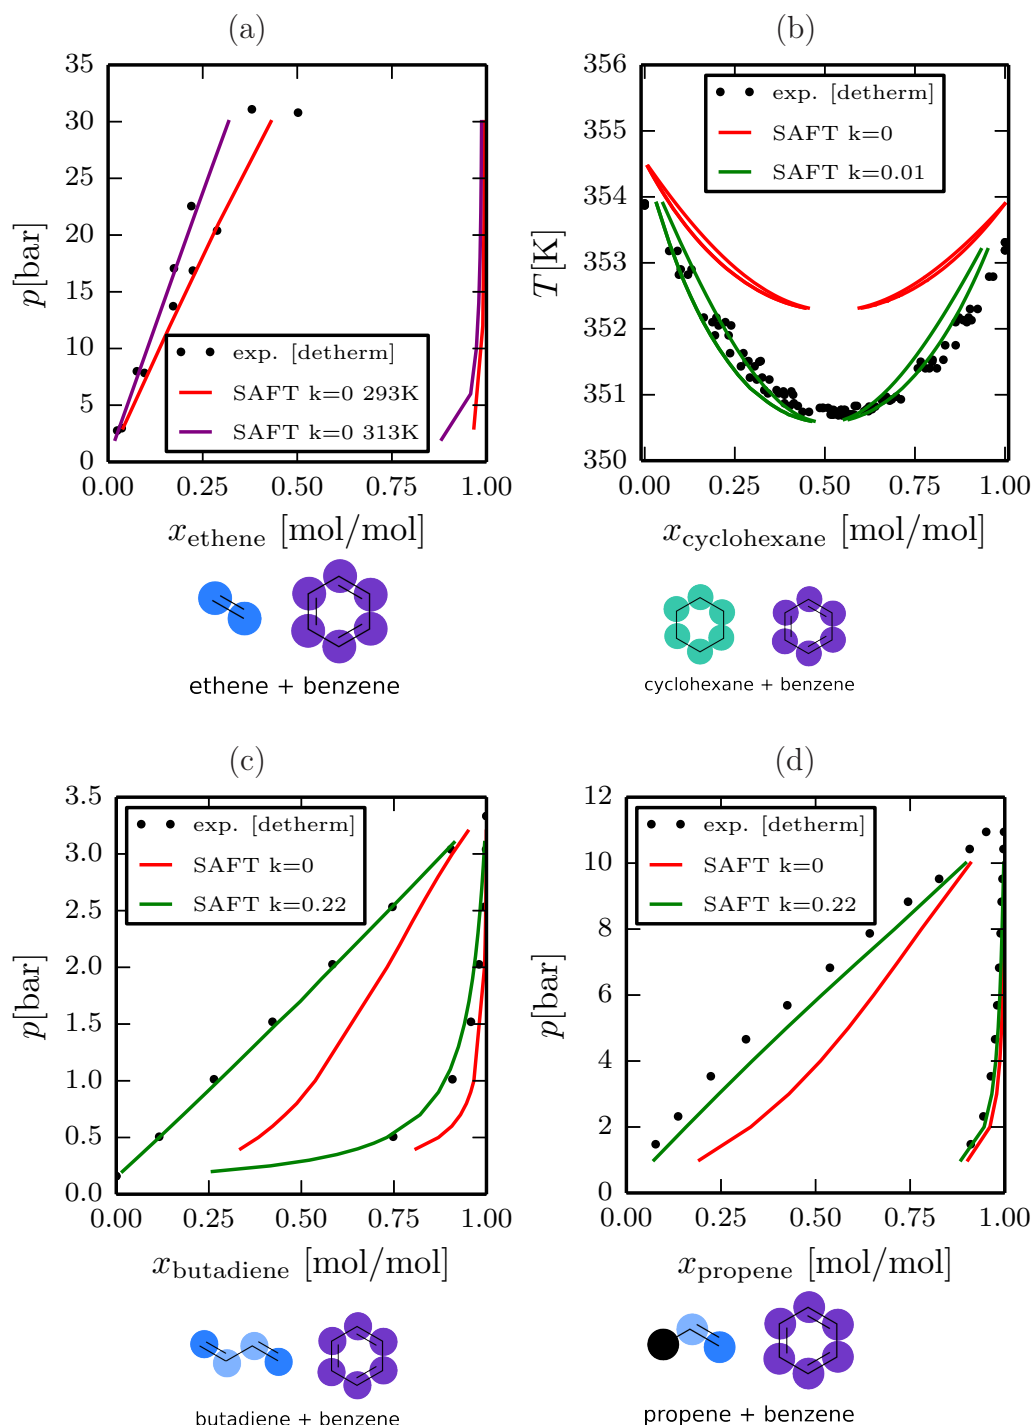 (a)
35
30
25
20
15
10
5
0
p[bar]
exp. [detherm]
SAFT k=0 293K
SAFT k=0 313K
0.00 0.25 0.50 0.75 1.00
xethene [mol/mol]
ethene + benzene
(b)
356
355
354
353
352
351
350
T[K]
exp. [detherm]
SAFT k=0
SAFT k=0.01
0.00 0.25 0.50 0.75 1.00
xcyclohexane [mol/mol]
cyclohexane + benzene
(c)
3.5
3.0
2.5
2.0
1.5
1.0
0.5
0.0
p[bar]
exp. [detherm]
SAFT k=0
SAFT k=0.22
0.00 0.25 0.50 0.75 1.00
xbutadiene [mol/mol]
butadiene + benzene
(d)
12
10
8
6
4
2
0
p[bar]
exp. [detherm]
SAFT k=0
SAFT k=0.22
0.00 0.25 0.50 0.75 1.00
xpropene [mol/mol]
propene + benzene